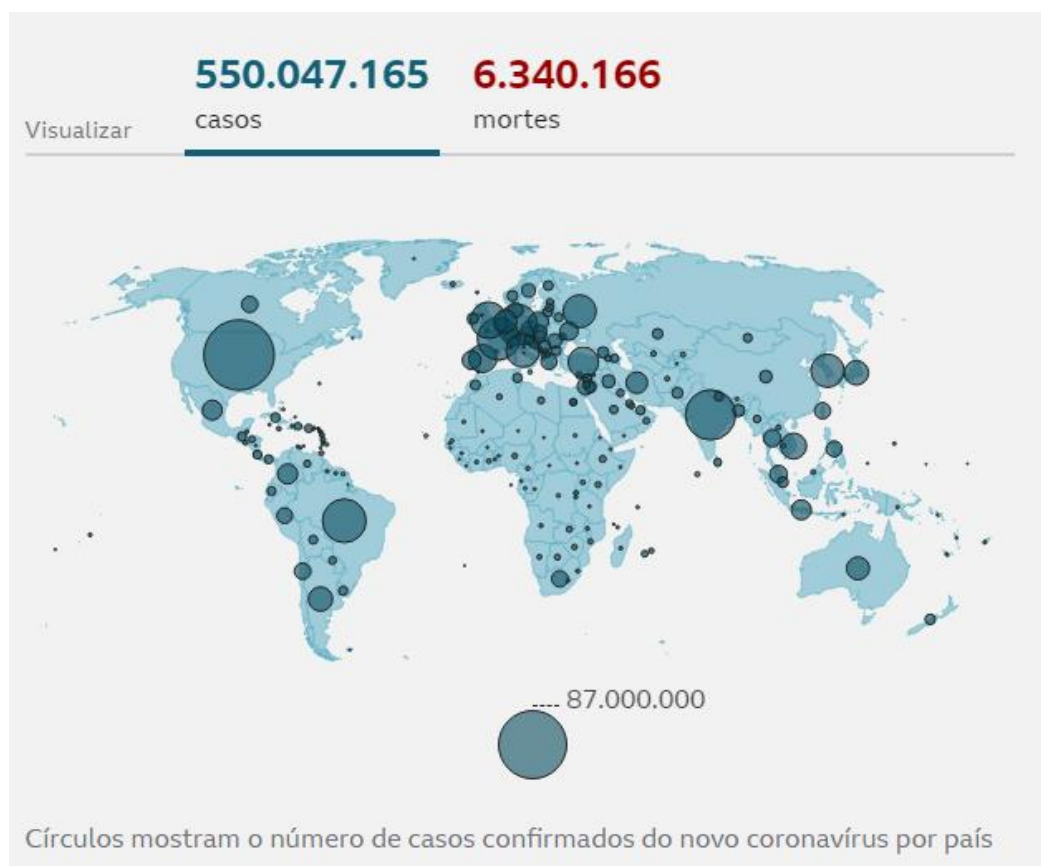 550.047.165 6.340.166
Visualizar casos mortes
87.000.000
Círculos mostram o número de casos confirmados do novo coronavírus por país